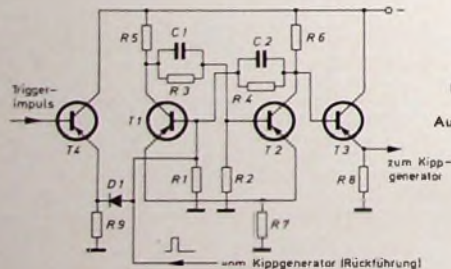 –
R5
C1
C2
R6
R3
R4
Trigger-
impuls
T4
T1
T2
T3
Au
zum Kipp-
generator
D1
R1
R2
R8
R9
R7
vom Kippgenerator (Rückführung)